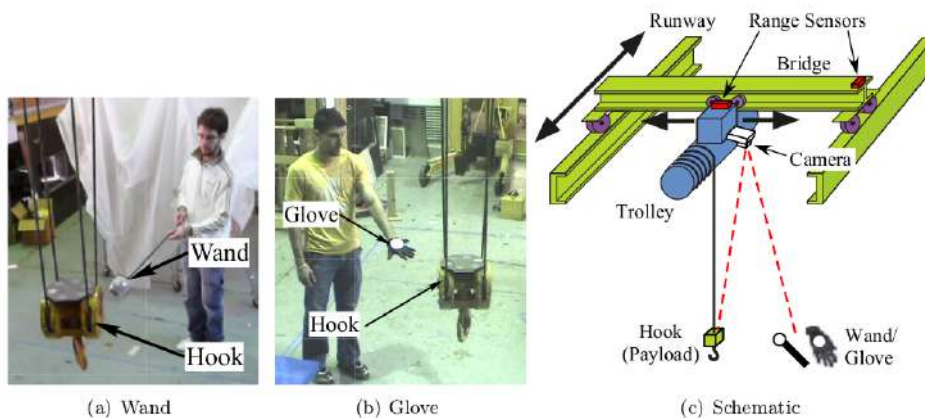 Wand
Hook
(a) Wand
Glove
Hook
(b) Glove
Runway
Range Sensors
Bridge
Camera
Trolley
Hook
(Payload)
Wand/
Glove
(c) Schematic